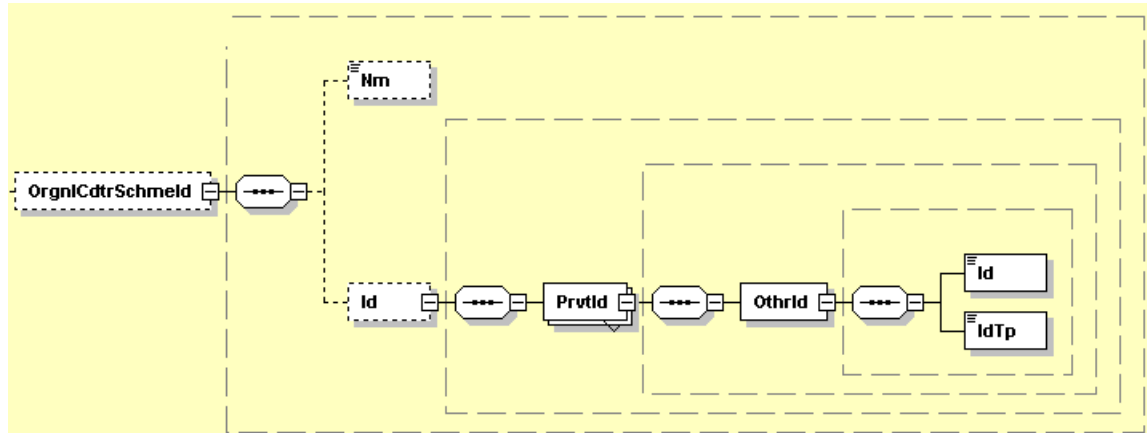 Nm
OrgnlCdtrSchmeId
Id
PrvtId
OthrId
Id
IdTp